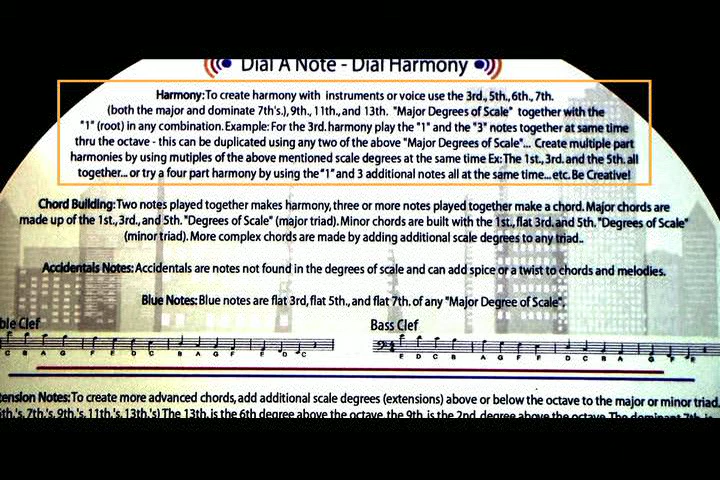 Dial A Note - Dial Harmony
Harmony: To create harmony with instruments or voice use the 3rd., 5th., 6th., 7th.
(both the major and dominate 7th's.), 9th., 11th., and 13th. "Major Degrees of Scale" together with the
"1" (root) in any combination. Example: For the 3rd. harmony play the "1" and the "3" notes together at same time
thru the octave - this can be duplicated using any two of the above "Major Degrees of Scale"... Create multiple part
harmonies by using mutiples of the above mentioned scale degrees at the same time Ex: The 1st., 3rd. and the 5th. all
together... or try a four part harmony by using the "1" and 3 additional notes all at the same time... etc. Be Creative!
Chord Building: Two notes played together makes harmony, three or more notes played together make a chord. Major chords are
made up of the 1st., 3rd., and 5th. "Degrees of Scale" (major triad). Minor chords are built with the 1st., flat 3rd. and 5th. "Degrees of Scale"
(minor triad). More complex chords are made by adding additional scale degrees to any triad..
Accidentals Notes: Accidentals are notes not found in the degrees of scale and can add spice or a twist to chords and melodies.
Blue Notes: Blue notes are flat 3rd, flat 5th., and flat 7th. of any "Major Degree of Scale".
ble Clef
Bass Clef
C B A G F E D C B A G F E D C
E D C B A G F E D C B A G F E
ension Notes: To create more advanced chords, add additional scale degrees (extensions) above or below the octave to the major or minor triad.
7th.'s, 9th.'s, 11th.'s, 13th.'s) The 13th. is the 6th degree above the octave, the 9th. is the 2nd. degree above the octave. The dominant 7th. is